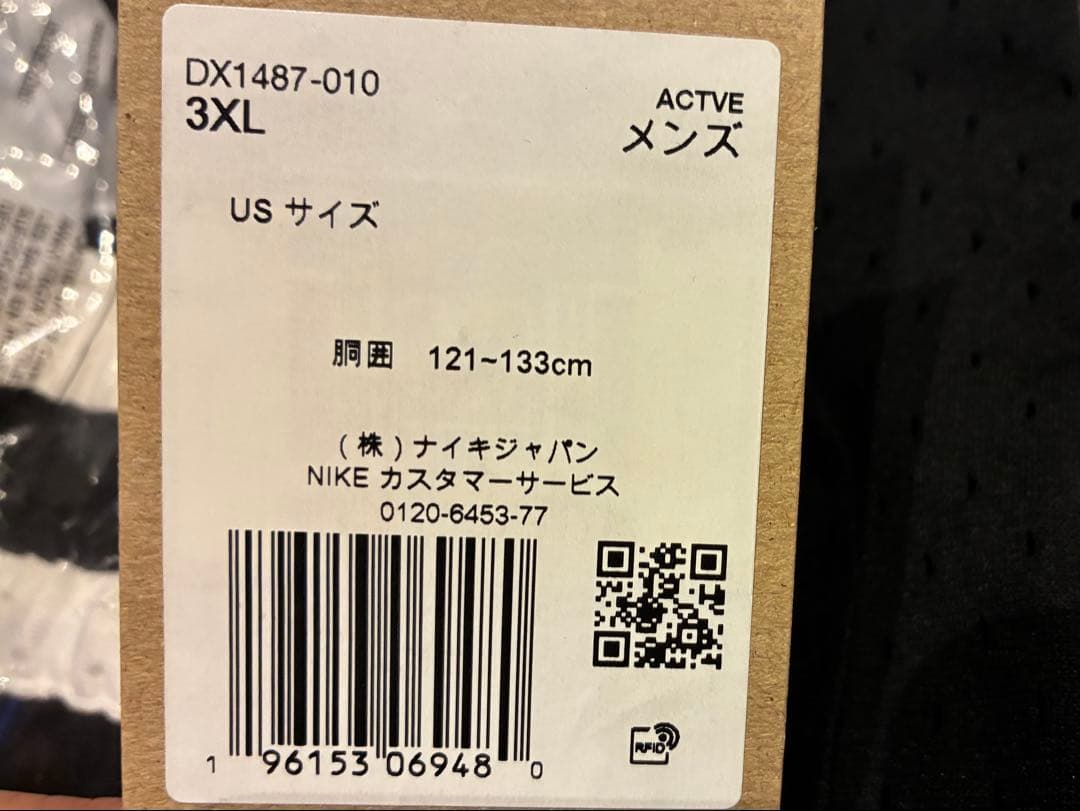 DX1487-010
3XL
ACTVE
メンズ
US サイズ
胴囲 121~133cm
(株)ナイキジャパン
NIKE カスタマーサービス
0120-6453-77
1 96153 06948 0
RFID